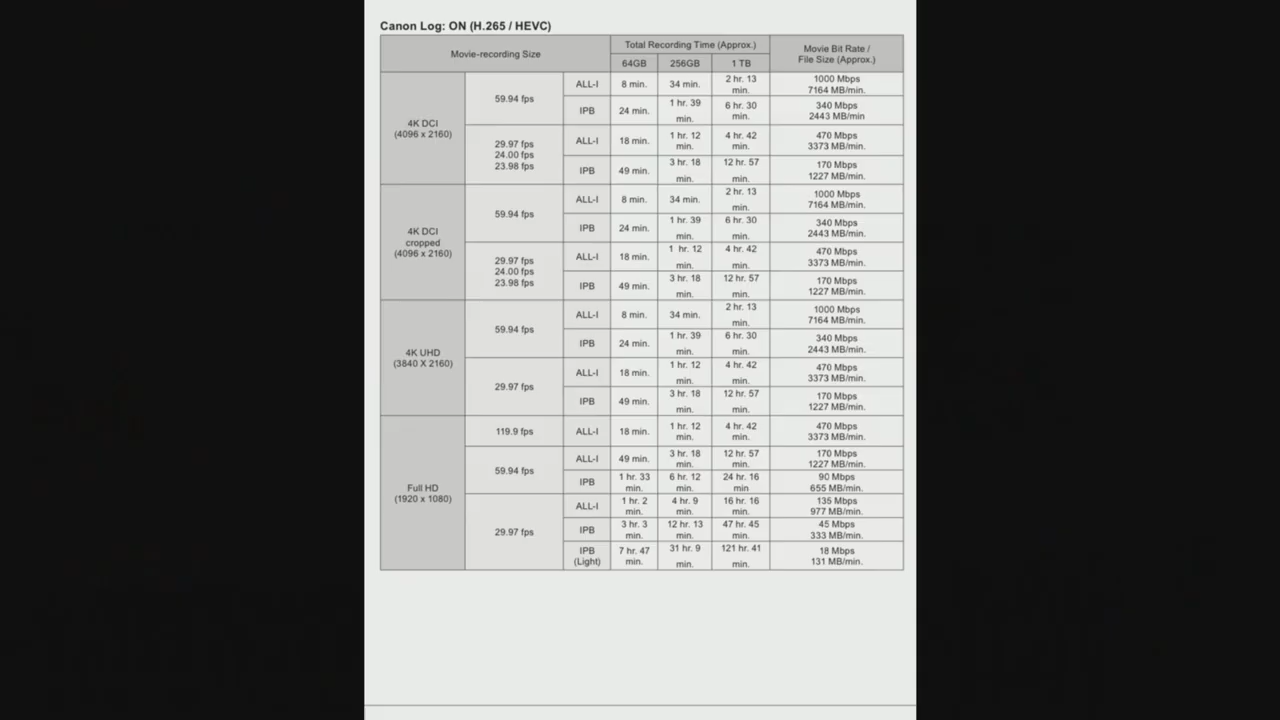 Canon Log: ON (H.265 / HEVC)
Movie-recording Size
Total Recording Time (Approx.)
Movie Bit Rate /
File Size (Approx.)
64GB 256GB 1 TB
4K DCI
(4096 x 2160)
59.94 fps
ALL-I 8 min. 34 min. 2 hr. 13 min. 1000 Mbps
7164 MB/min.
IPB 24 min. 1 hr. 39 min. 6 hr. 30 min. 340 Mbps
2443 MB/min
29.97 fps
24.00 fps
23.98 fps
ALL-I 18 min. 1 hr. 12 min. 4 hr. 42 min. 470 Mbps
3373 MB/min.
IPB 49 min. 3 hr. 18 min. 12 hr. 57 min. 170 Mbps
1227 MB/min.
4K DCI
cropped
(4096 x 2160)
59.94 fps
ALL-I 8 min. 34 min. 2 hr. 13 min. 1000 Mbps
7164 MB/min.
IPB 24 min. 1 hr. 39 min. 6 hr. 30 min. 340 Mbps
2443 MB/min.
29.97 fps
24.00 fps
23.98 fps
ALL-I 18 min. 1 hr. 12 min. 4 hr. 42 min. 470 Mbps
3373 MB/min.
IPB 49 min. 3 hr. 18 min. 12 hr. 57 min. 170 Mbps
1227 MB/min.
4K UHD
(3840 X 2160)
59.94 fps
ALL-I 8 min. 34 min. 2 hr. 13 min. 1000 Mbps
7164 MB/min.
IPB 24 min. 1 hr. 39 min. 6 hr. 30 min. 340 Mbps
2443 MB/min.
29.97 fps
ALL-I 18 min. 1 hr. 12 min. 4 hr. 42 min. 470 Mbps
3373 MB/min.
IPB 49 min. 3 hr. 18 min. 12 hr. 57 min. 170 Mbps
1227 MB/min.
Full HD
(1920 x 1080)
119.9 fps
ALL-I 18 min. 1 hr. 12 min. 4 hr. 42 min. 470 Mbps
3373 MB/min.
59.94 fps
ALL-I 49 min. 3 hr. 18 min. 12 hr. 57 min. 170 Mbps
1227 MB/min.
IPB 1 hr. 33 min. 6 hr. 12 min. 24 hr. 16 min 90 Mbps
655 MB/min.
29.97 fps
ALL-I 1 hr. 2 min. 4 hr. 9 min. 16 hr. 16 min. 135 Mbps
977 MB/min.
IPB 3 hr. 3 min. 12 hr. 13 min. 47 hr. 45 min. 45 Mbps
333 MB/min.
IPB
(Light) 7 hr. 47 min. 31 hr. 9 min. 121 hr. 41 min. 18 Mbps
131 MB/min.